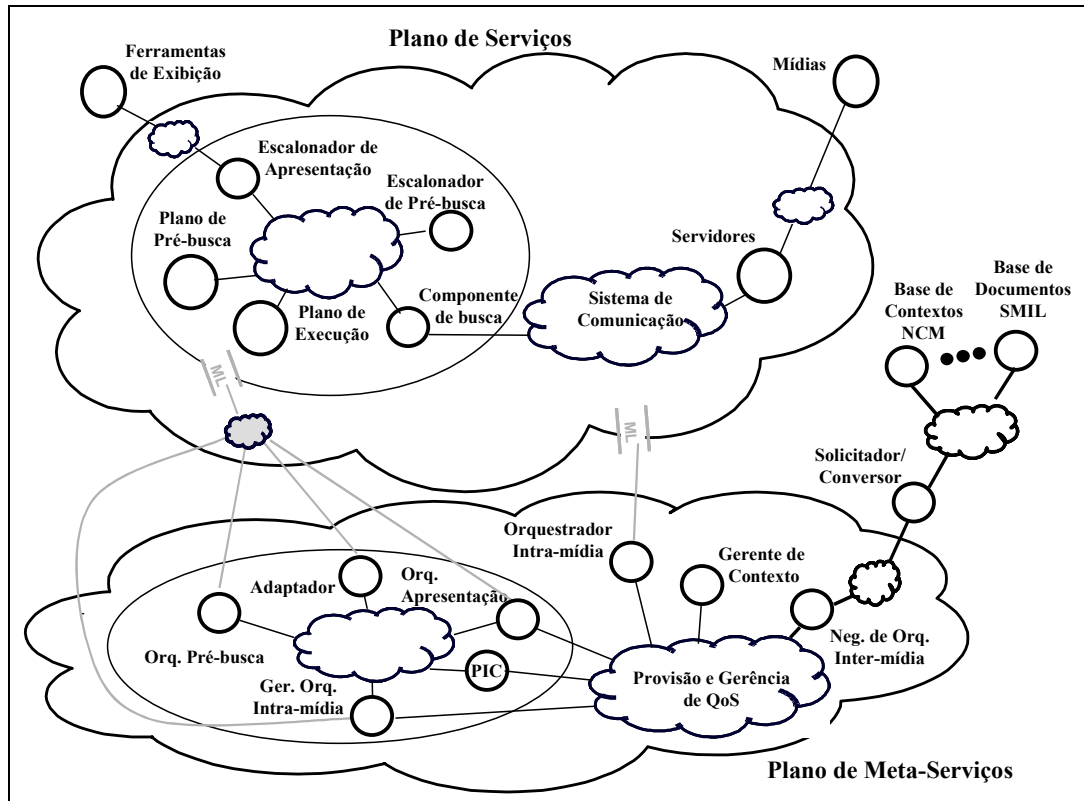 Plano de Serviços
Ferramentas
de Exibição
Mídias
Escalonador de
Apresentação
Escalonador
de Pré-busca
Plano de
Pré-busca
Servidores
Plano de
Execução
Componente
de busca
Sistema de
Comunicação
Base de
Contextos
NCM
Base de
Documentos
SMIL
ML
ML
Solicitador/
Conversor
Orquestrador
Intra-mídia
Gerente de
Contexto
Adaptador
Orq.
Apresentação
Orq. Pré-busca
PIC
Ger. Orq.
Intra-mídia
Provisão e Gerência
de QoS
Neg. de Orq.
Inter-mídia
Plano de Meta-Serviços